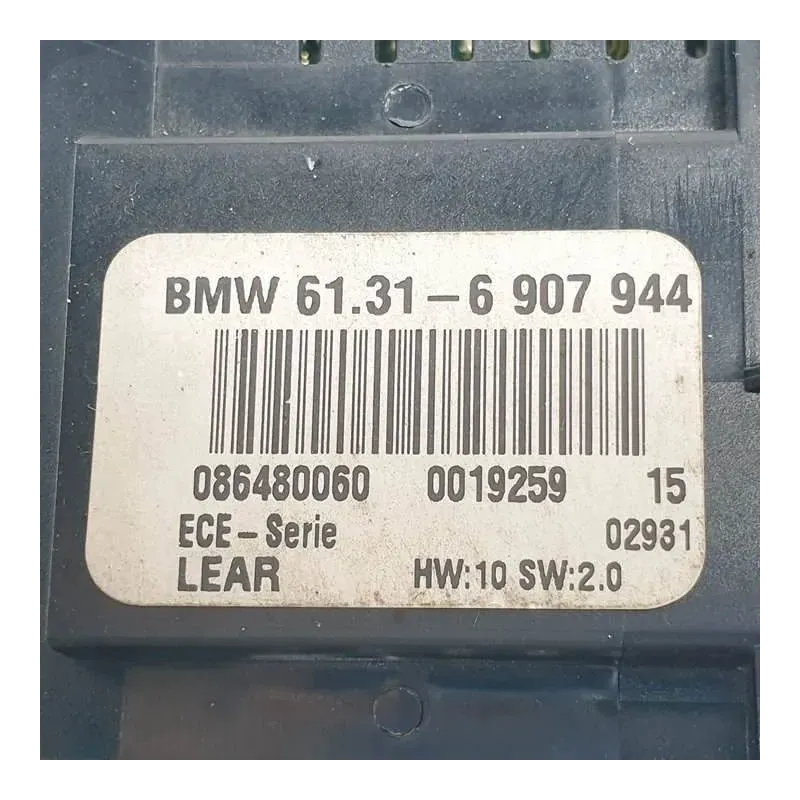 BMW 61.31-6 907 944
086480060 0019259 15
ECE-Serie 02931
LEAR HW:10 SW:2.0